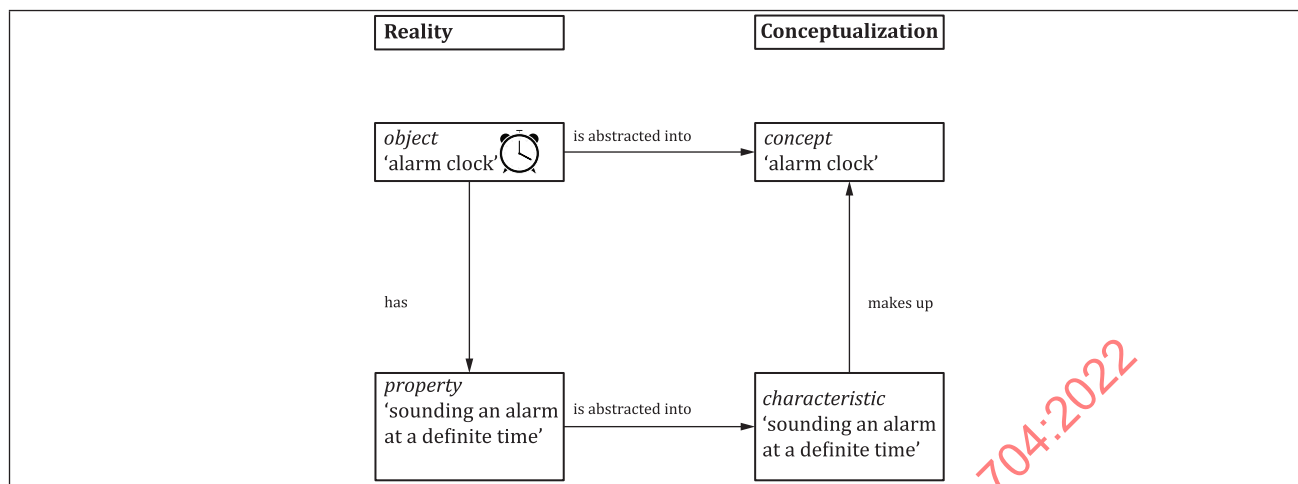 Reality
Conceptualization
object
‘alarm clock’
is abstracted into
concept
‘alarm clock’
has
makes up
property
‘sounding an alarm
at a definite time’
is abstracted into
characteristic
‘sounding an alarm
at a definite time’
704:2022